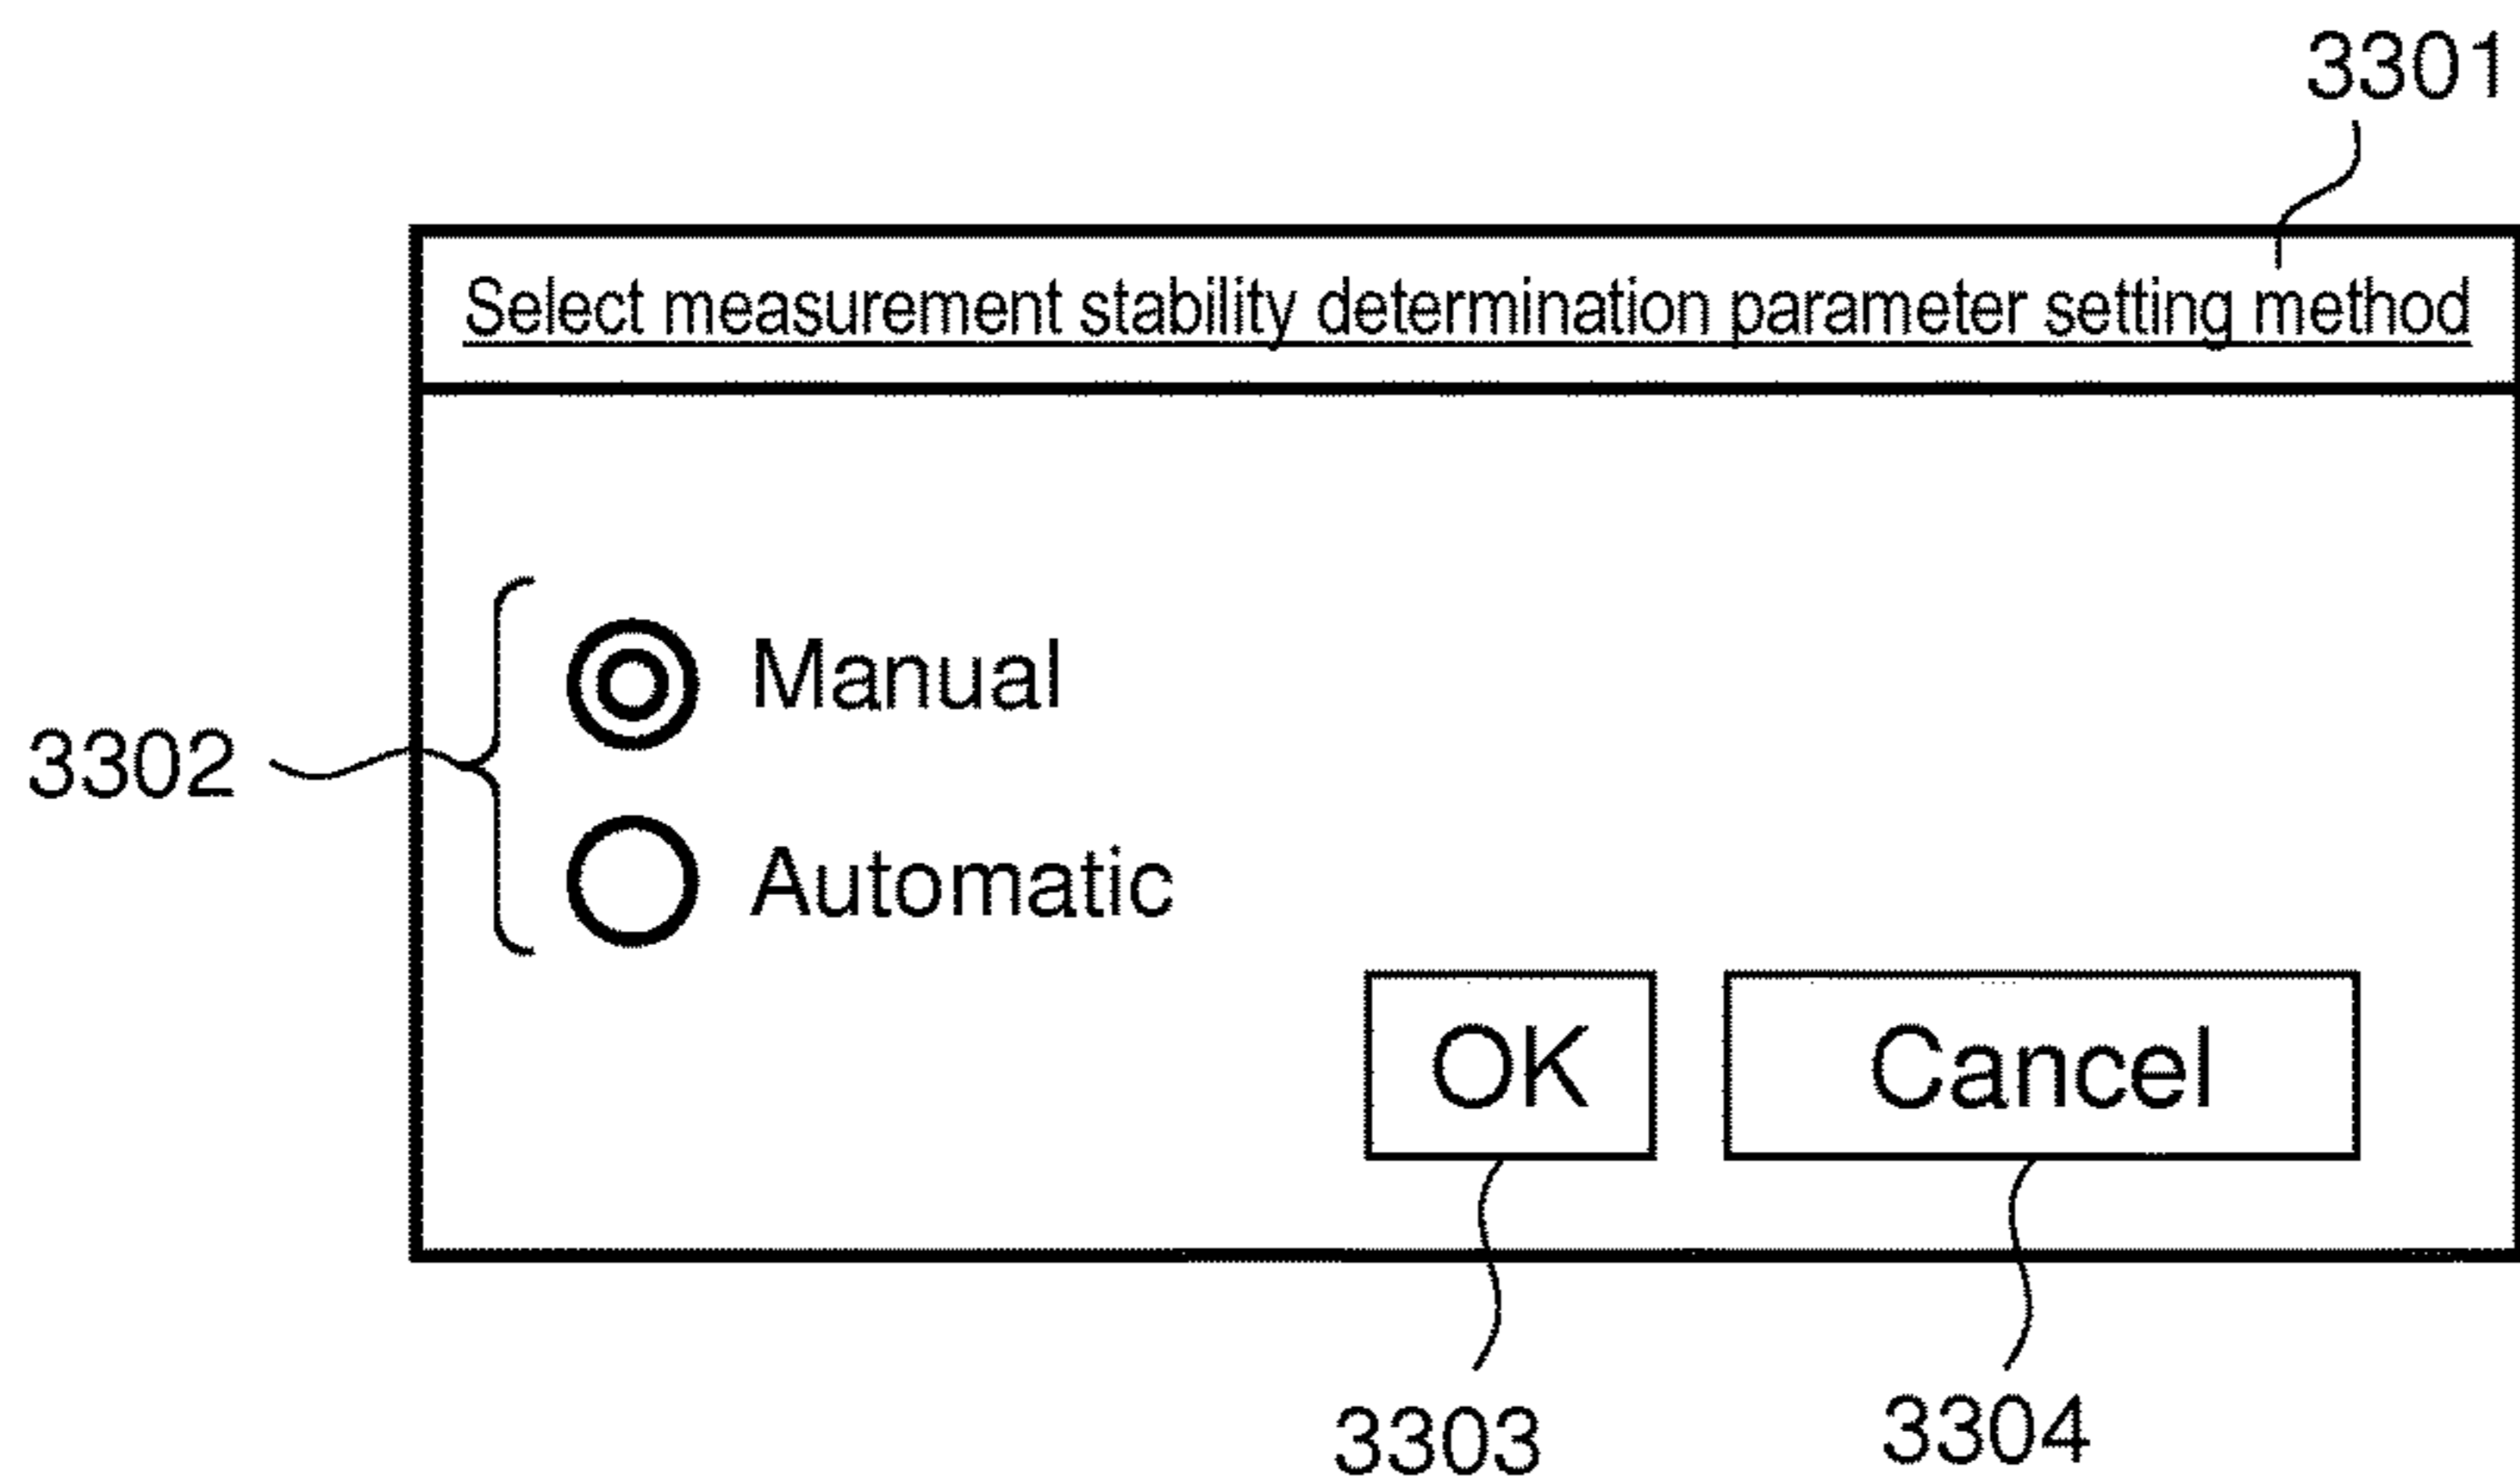 3301
Select measurement stability determination parameter setting method
Manual
3302
Automatic
OK Cancel
3303 3304